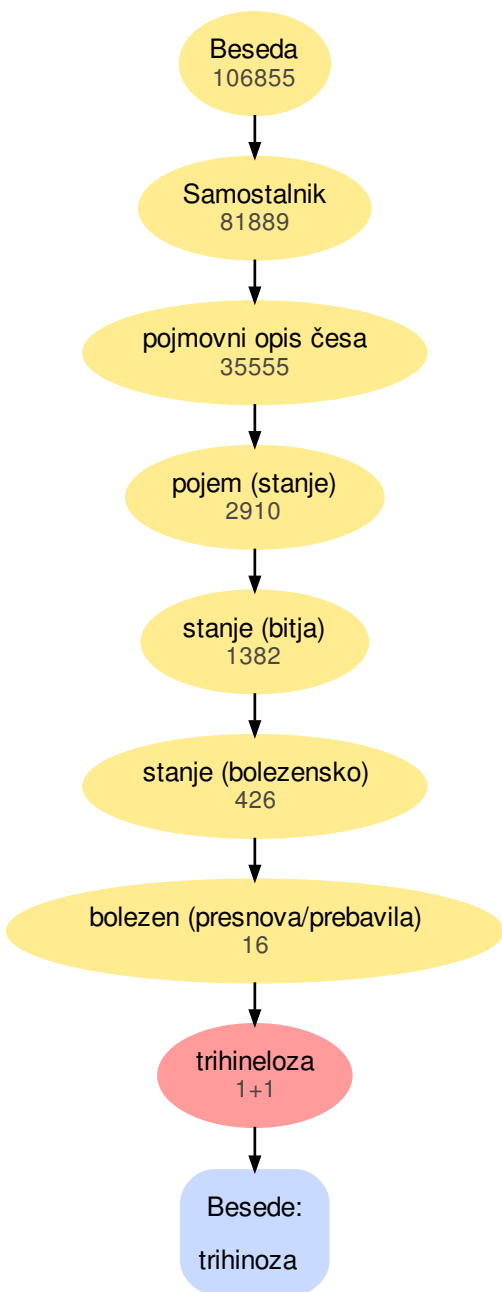 Beseda
106855
Samostalnik
81889
pojmovni opis česa
35555
pojem (stanje)
2910
stanje (bitja)
1382
stanje (bolezensko)
426
bolezen (presnova/prebavila)
16
trihineloza
1+1
Besede:
trihinoza